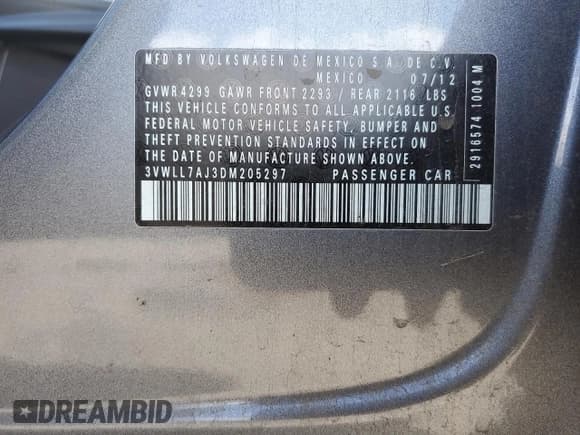 MFD BY VOLKSWAGEN DE MEXICO S.A. DE C.V.
MEXICO 07/12
GVWR 4299 GAWR FRONT 2293 / REAR 2116 LBS
THIS VEHICLE CONFORMS TO ALL APPLICABLE U.S.
FEDERAL MOTOR VEHICLE SAFETY, BUMPER AND
THEFT PREVENTION STANDARDS IN EFFECT ON
THE DATE OF MANUFACTURE SHOWN ABOVE.
3VWLL7AJ3DM205297 PASSENGER CAR
2916574 1004 M
DREAMBID